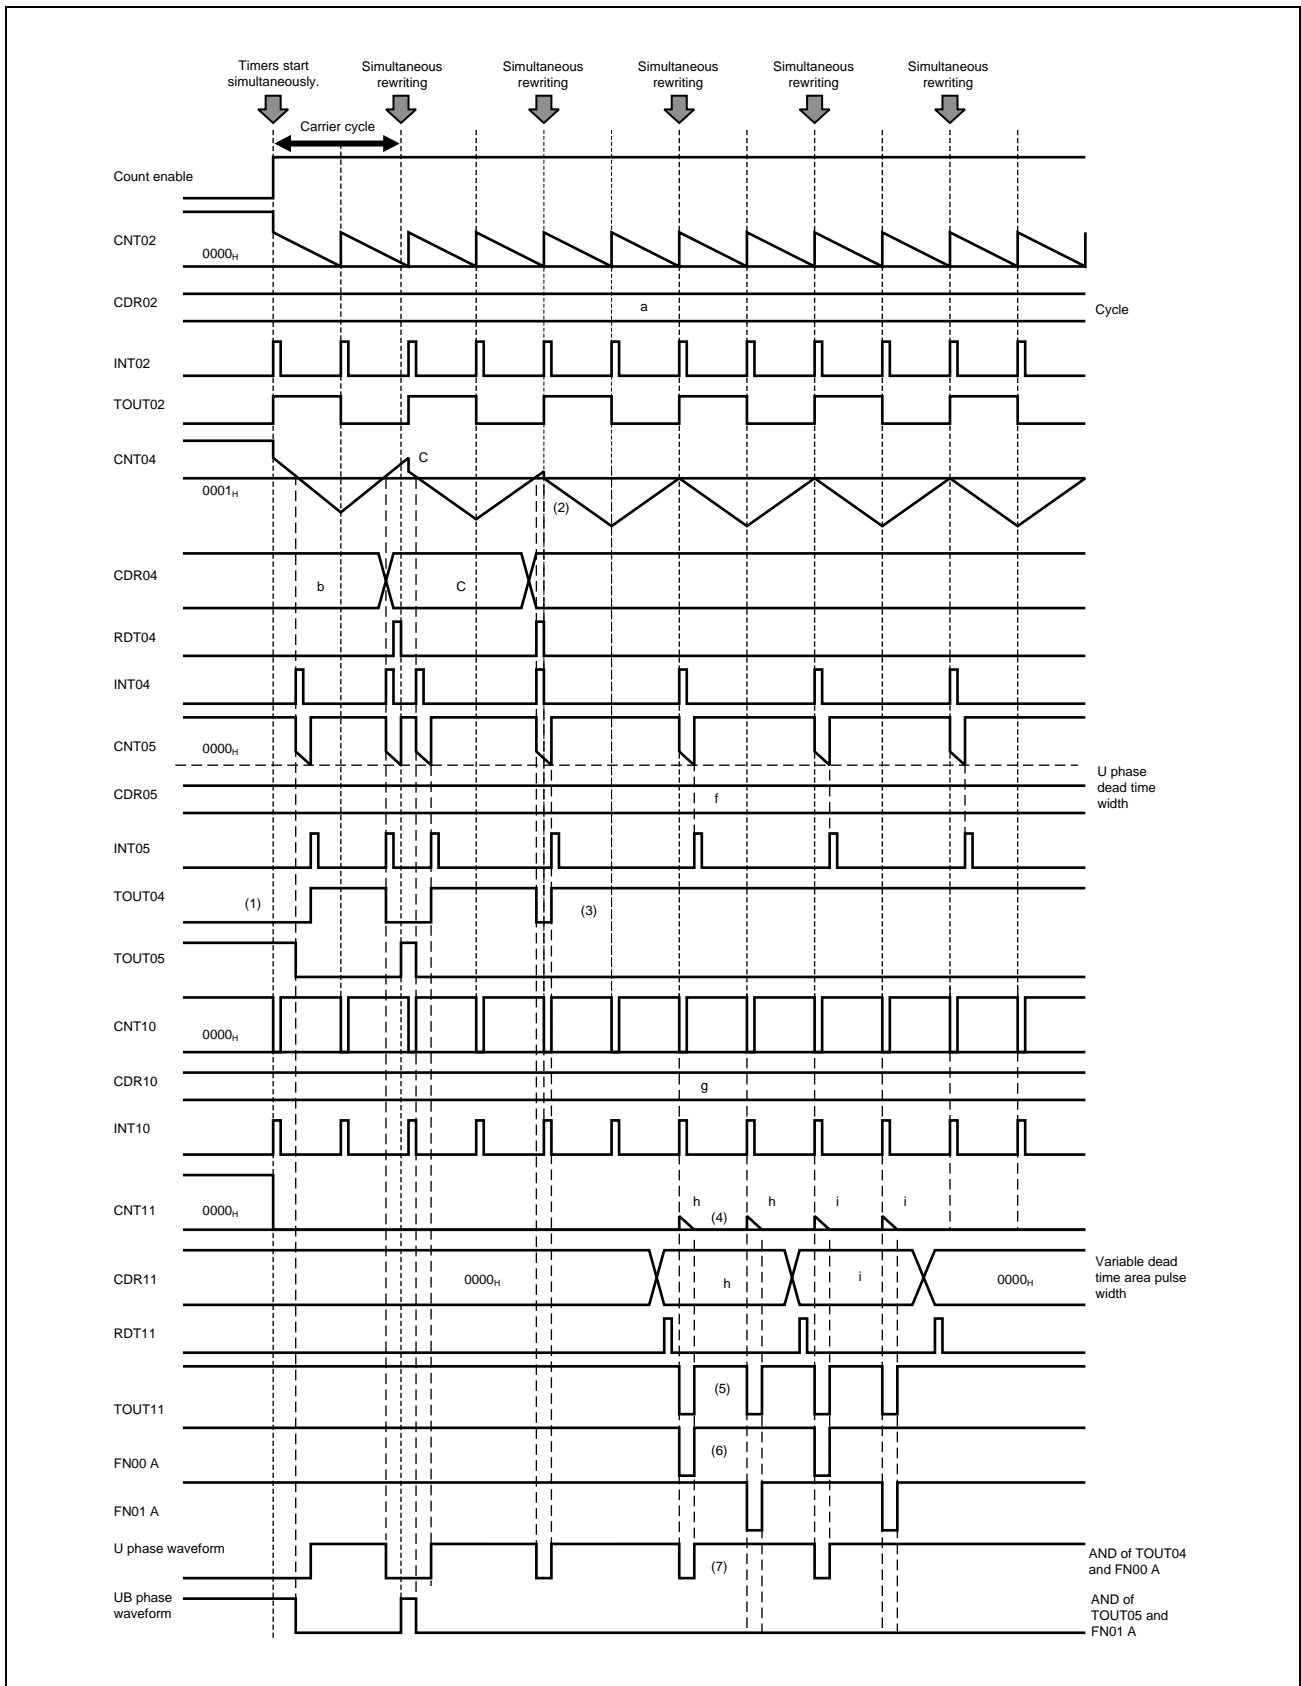 Timers start
simultaneously.
Simultaneous
rewriting
Simultaneous
rewriting
Simultaneous
rewriting
Simultaneous
rewriting
Simultaneous
rewriting
Carrier cycle
Count enable
CNT02
0000H
CDR02
a
Cycle
INT02
TOUT02
CNT04
C
0001H
(2)
CDR04
b
C
RDT04
INT04
CNT05
0000H
U phase
dead time
width
CDR05
f
INT05
TOUT04
(1)
(3)
TOUT05
CNT10
0000H
CDR10
g
INT10
CNT11
0000H
h
(4)
h
i
i
CDR11
0000H
h
i
0000H
Variable dead
time area pulse
width
RDT11
TOUT11
(5)
FN00 A
(6)
FN01 A
U phase waveform
(7)
AND of TOUT04
and FN00 A
UB phase
waveform
AND of
TOUT05 and
FN01 A